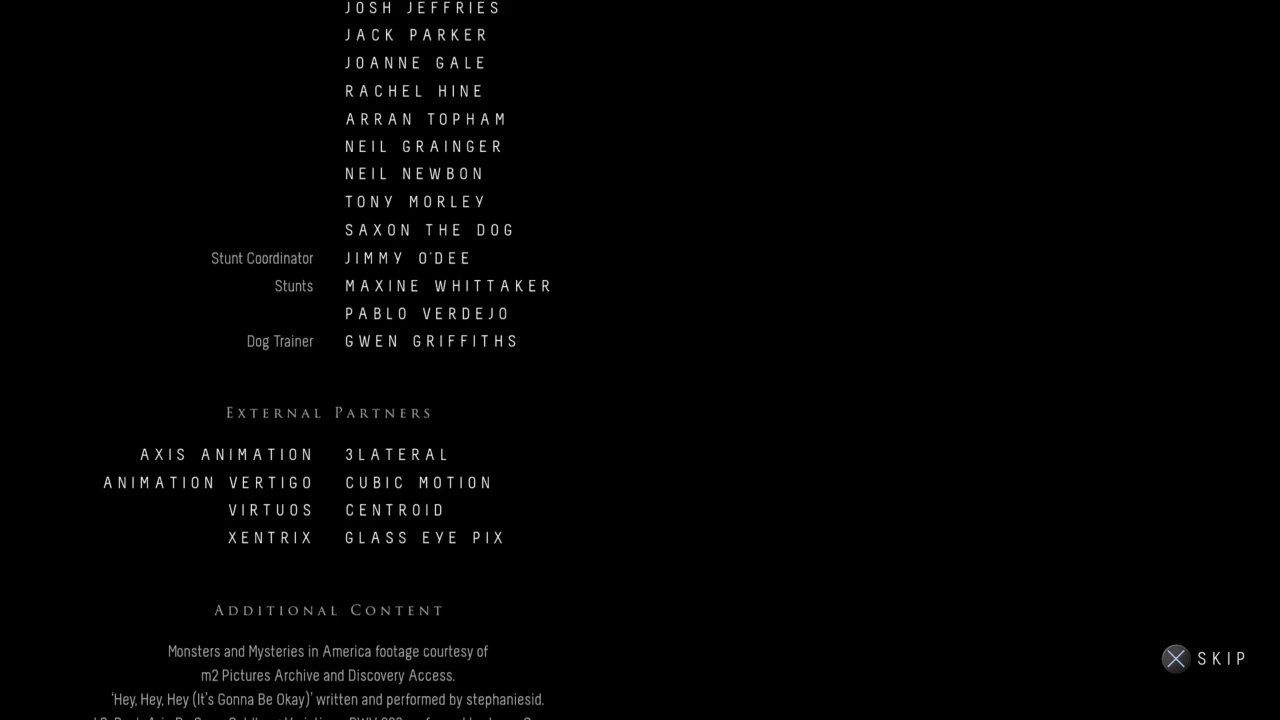 JOSH JEFFRIES
JACK PARKER
JOANNE GALE
RACHEL HINE
ARRAN TOPHAM
NEIL GRAINGER
NEIL NEWBON
TONY MORLEY
SAXON THE DOG
Stunt Coordinator JIMMY O'DEE
Stunts MAXINE WHITTAKER
PABLO VERDEJO
Dog Trainer GWEN GRIFFITHS
EXTERNAL PARTNERS
AXIS ANIMATION 3LATERAL
ANIMATION VERTIGO CUBIC MOTION
VIRTUOS CENTROID
XENTRIX GLASS EYE PIX
ADDITIONAL CONTENT
Monsters and Mysteries in America footage courtesy of
m2 Pictures Archive and Discovery Access.
'Hey, Hey, Hey (It's Gonna Be Okay)' written and performed by stephaniesid.
SKIP